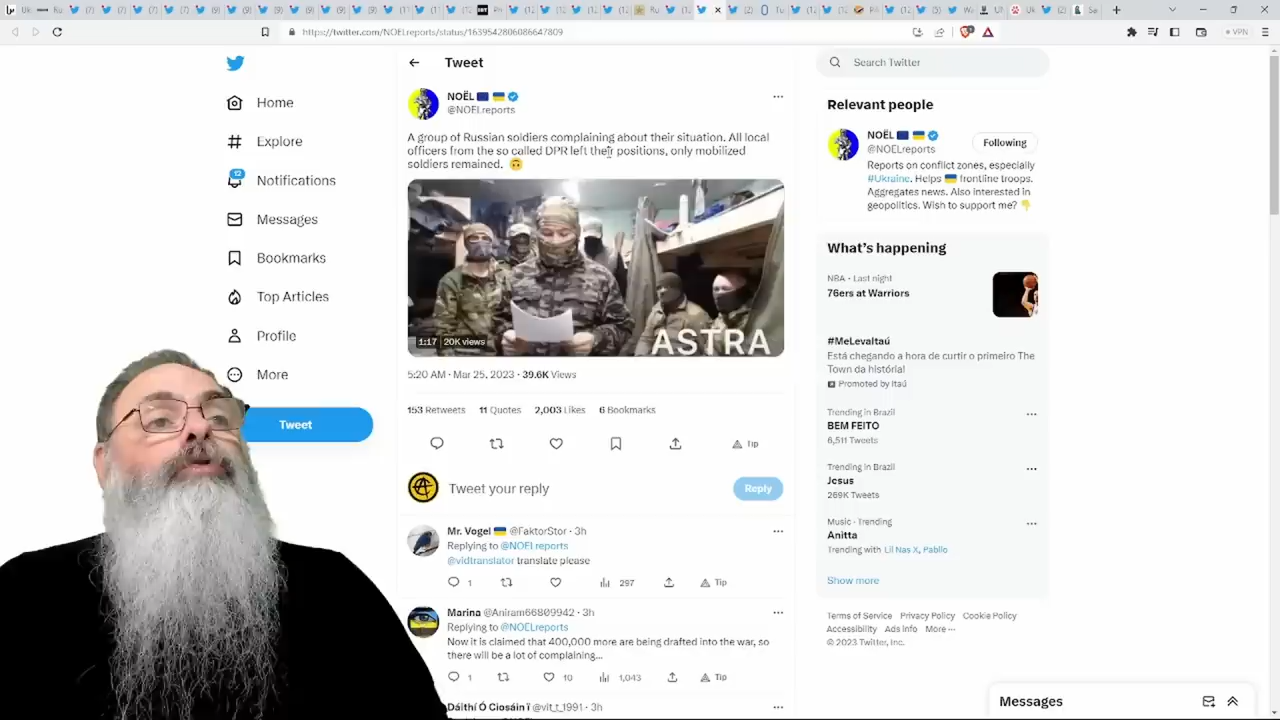 https://twitter.com/NOELreports/status/1639542806086647809
VPN
Home
Explore
12
Notifications
Messages
Bookmarks
Top Articles
Profile
More
Tweet
Tweet
NOËL
@NOELreports
A group of Russian soldiers complaining about their situation. All local
officers from the so called DPR left their positions, only mobilized
soldiers remained.
1:17 20K views
ASTRA
5:20 AM · Mar 25, 2023 · 39.6K Views
153 Retweets 11 Quotes 2,003 Likes 6 Bookmarks
Tip
Tweet your reply
Reply
Mr. Vogel @FaktorStor · 3h
Replying to @NOELreports
@vidtranslator translate please
1 297 Tip
Marina @Aniram66809942 · 3h
Replying to @NOELreports
Now it is claimed that 400,000 more are being drafted into the war, so
there will be a lot of complaining...
1 10 1,043 Tip
Dáithí Ó Ciosáin @vit_t_1991 · 3h
Search Twitter
Relevant people
NOËL
@NOELreports
Following
Reports on conflict zones, especially
#Ukraine. Helps frontline troops.
Aggregates news. Also interested in
geopolitics. Wish to support me?
What's happening
NBA · Last night
76ers at Warriors
#MeLevaItaú
Está chegando a hora de curtir o primeiro The
Town da história!
Promoted by Itaú
Trending in Brazil
BEM FEITO
6,511 Tweets
Trending in Brazil
Jesus
269K Tweets
Music · Trending
Anitta
Trending with Lil Nas X, Pabllo
Show more
Terms of Service Privacy Policy Cookie Policy
Accessibility Ads info More ···
© 2023 Twitter, Inc.
Messages